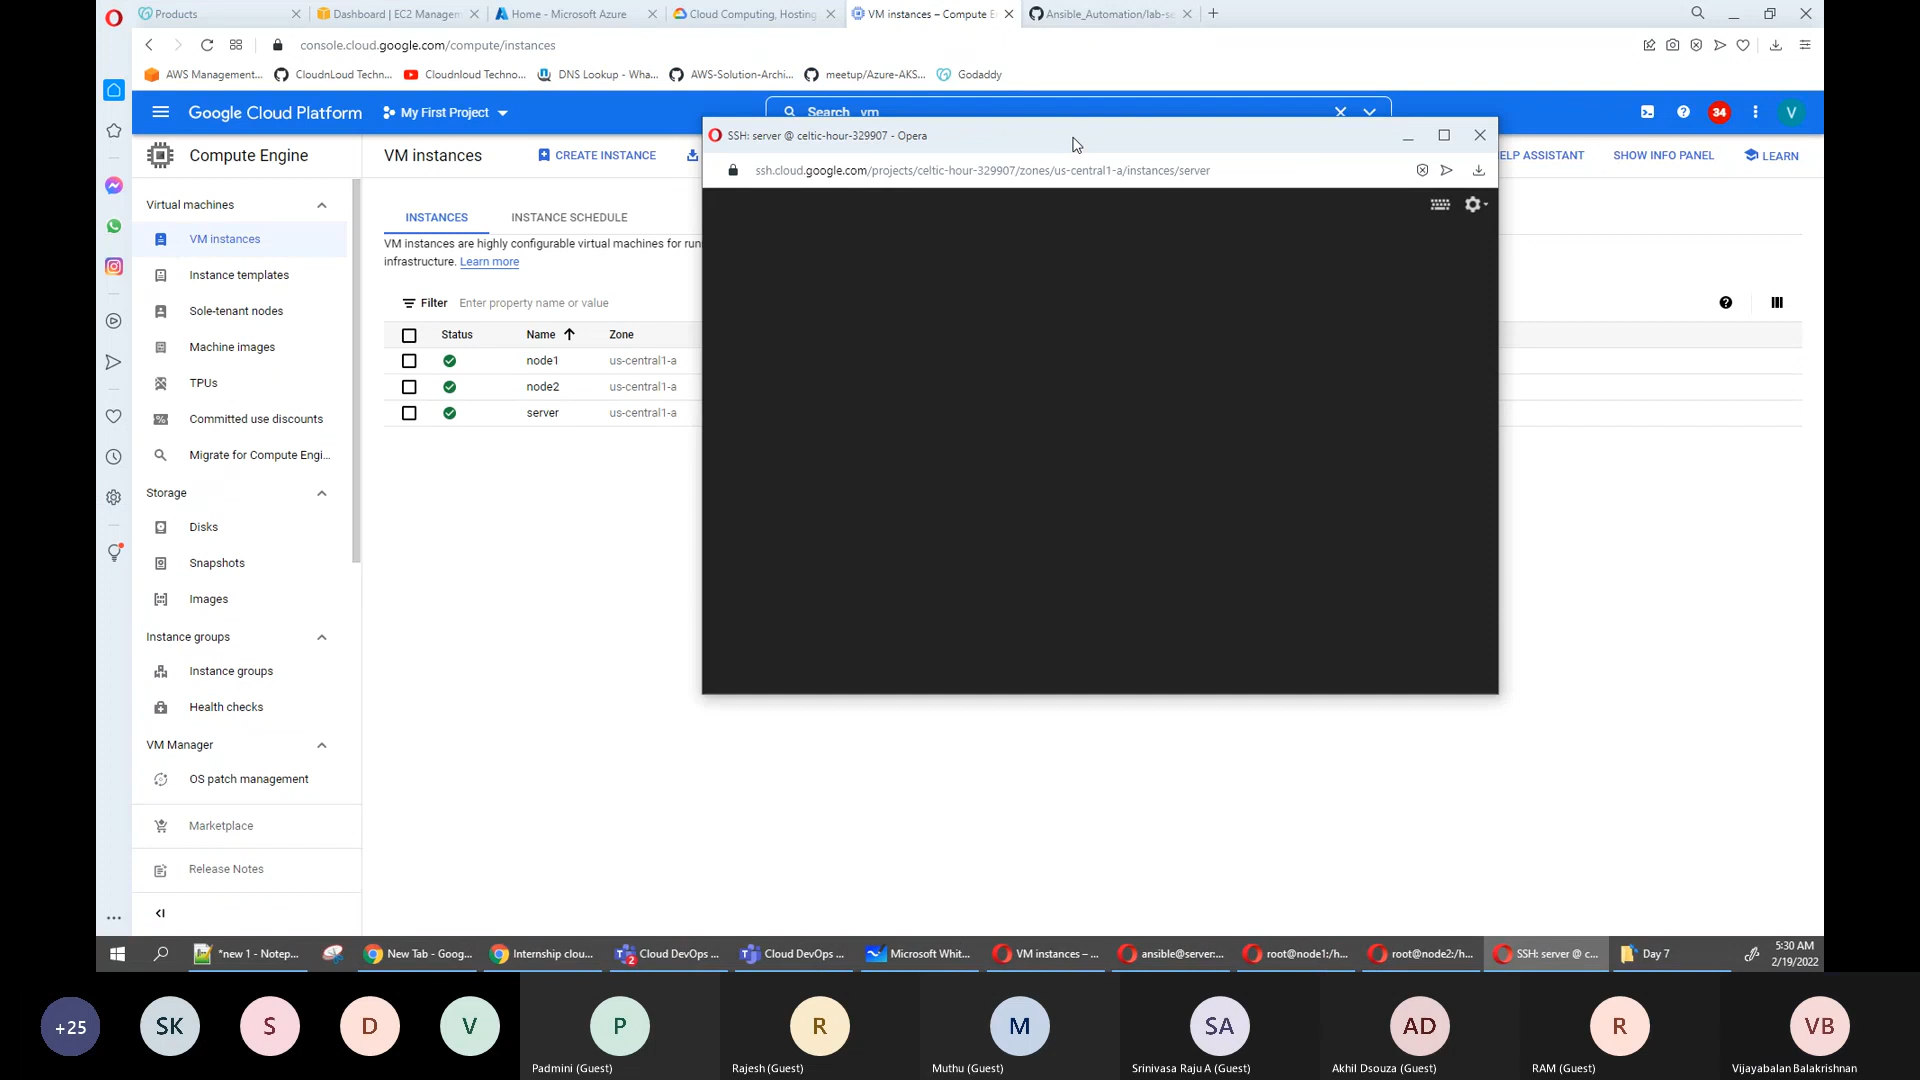 Products
Dashboard | EC2 Managem
Home - Microsoft Azure
Cloud Computing, Hosting
VM instances – Compute E
Ansible_Automation/lab-s
console.cloud.google.com/compute/instances
AWS Management...
CloudnLoud Techn...
Cloudnloud Techno...
DNS Lookup - Wha...
AWS-Solution-Archi...
meetup/Azure-AKS...
Godaddy
Google Cloud Platform
My First Project
Search vm
34
V
SSH: server @ celtic-hour-329907 - Opera
ssh.cloud.google.com/projects/celtic-hour-329907/zones/us-central1-a/instances/server
Compute Engine
VM instances
CREATE INSTANCE
ELP ASSISTANT
SHOW INFO PANEL
LEARN
Virtual machines
VM instances
Instance templates
Sole-tenant nodes
Machine images
TPUs
Committed use discounts
Migrate for Compute Engi...
Storage
Disks
Snapshots
Images
Instance groups
Instance groups
Health checks
VM Manager
OS patch management
Marketplace
Release Notes
INSTANCES
INSTANCE SCHEDULE
VM instances are highly configurable virtual machines for run
infrastructure. Learn more
Filter Enter property name or value
Status Name Zone
node1 us-central1-a
node2 us-central1-a
server us-central1-a
*new 1 - Notep...
New Tab - Goog...
Internship clou...
2
Cloud DevOps ...
Cloud DevOps ...
Microsoft Whit...
VM instances – ...
ansible@server:...
root@node1:/h...
root@node2:/h...
SSH: server @ c...
Day 7
5:30 AM
2/19/2022
+25
SK
S
D
V
P
Padmini (Guest)
R
Rajesh (Guest)
M
Muthu (Guest)
SA
Srinivasa Raju A (Guest)
AD
Akhil Dsouza (Guest)
R
RAM (Guest)
VB
Vijayabalan Balakrishnan